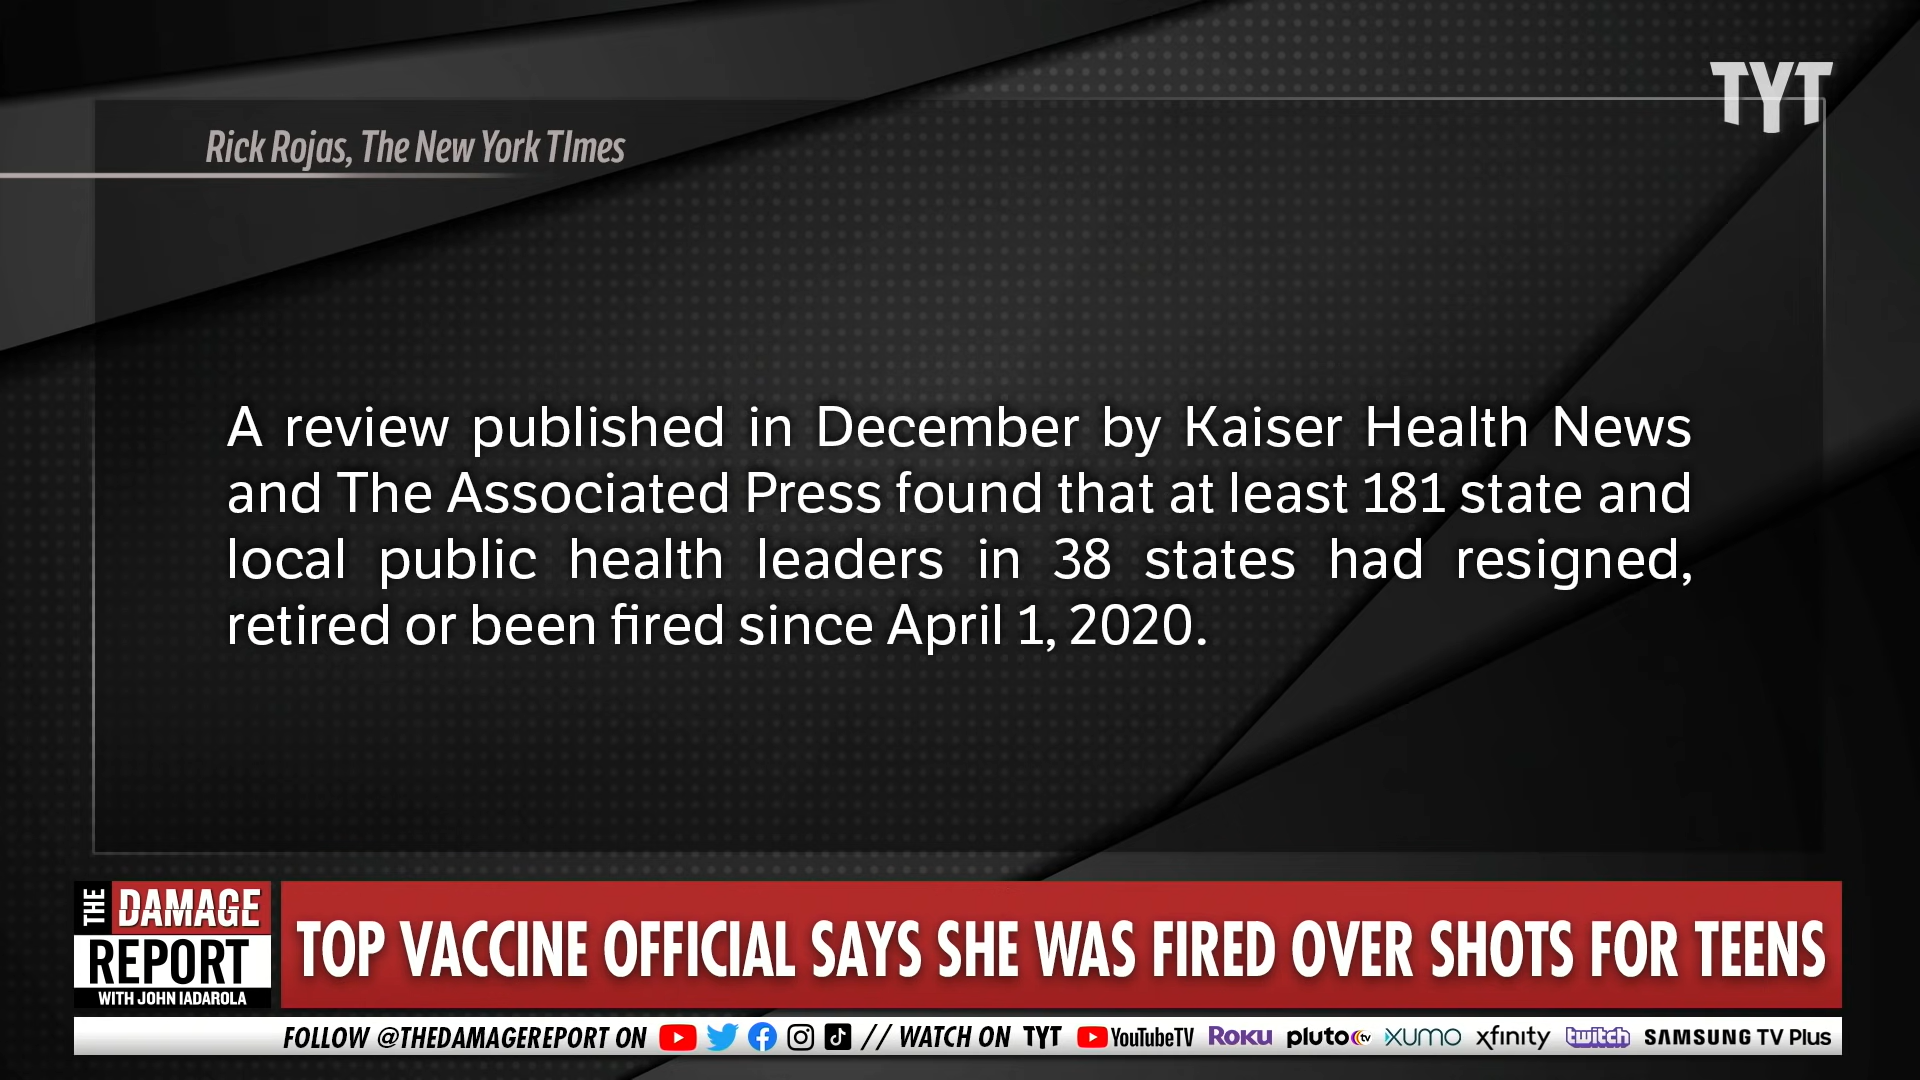 TYT
Rick Rojas, The New York TImes
A review published in December by Kaiser Health News
and The Associated Press found that at least 181 state and
local public health leaders in 38 states had resigned,
retired or been fired since April 1, 2020.
THE DAMAGE
REPORT
WITH JOHN IADAROLA
TOP VACCINE OFFICIAL SAYS SHE WAS FIRED OVER SHOTS FOR TEENS
FOLLOW @THEDAMAGEREPORT ON // WATCH ON TYT YouTubeTV ROKU pluto tv XUMO xfinity twitch SAMSUNG TV Plus